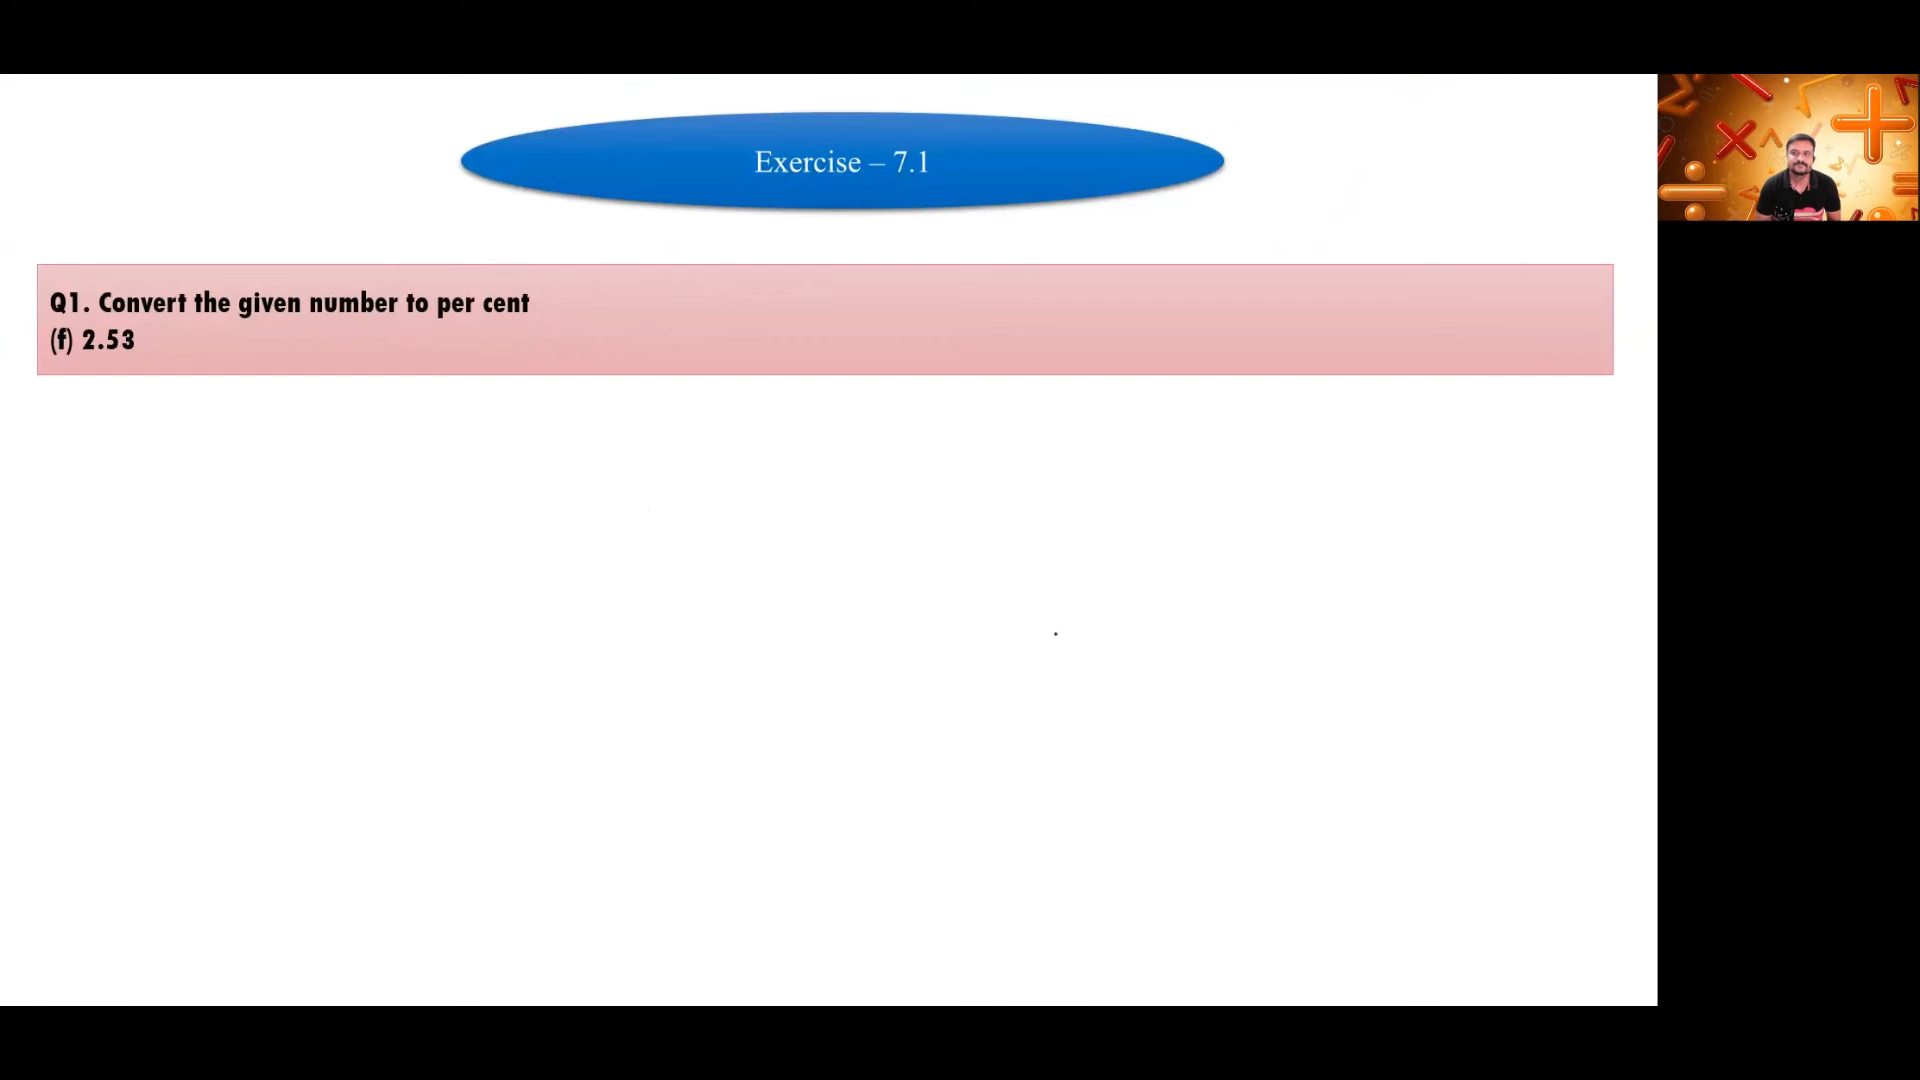 Exercise – 7.1
Q1. Convert the given number to per cent
(f) 2.53